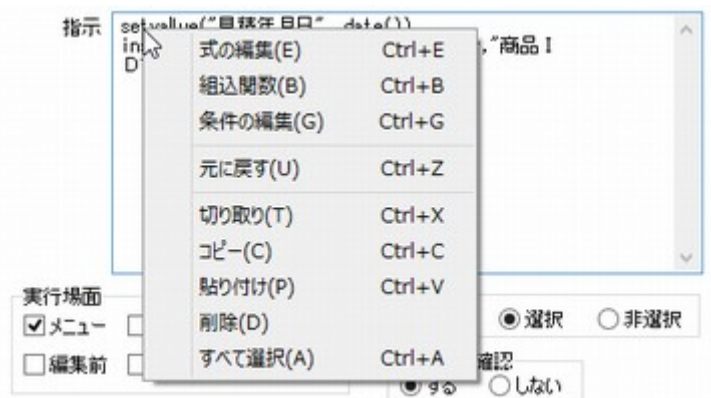 指示
setvallue("見積年月日", date())
in
,"商品 I
D
式の編集(E) Ctrl+E
組込関数(B) Ctrl+B
条件の編集(G) Ctrl+G
元に戻す(U) Ctrl+Z
切り取り(T) Ctrl+X
コピー(C) Ctrl+C
貼り付け(P) Ctrl+V
削除(D)
すべて選択(A) Ctrl+A
実行場面
メニュー
選択 非選択
編集前
確認
する しない